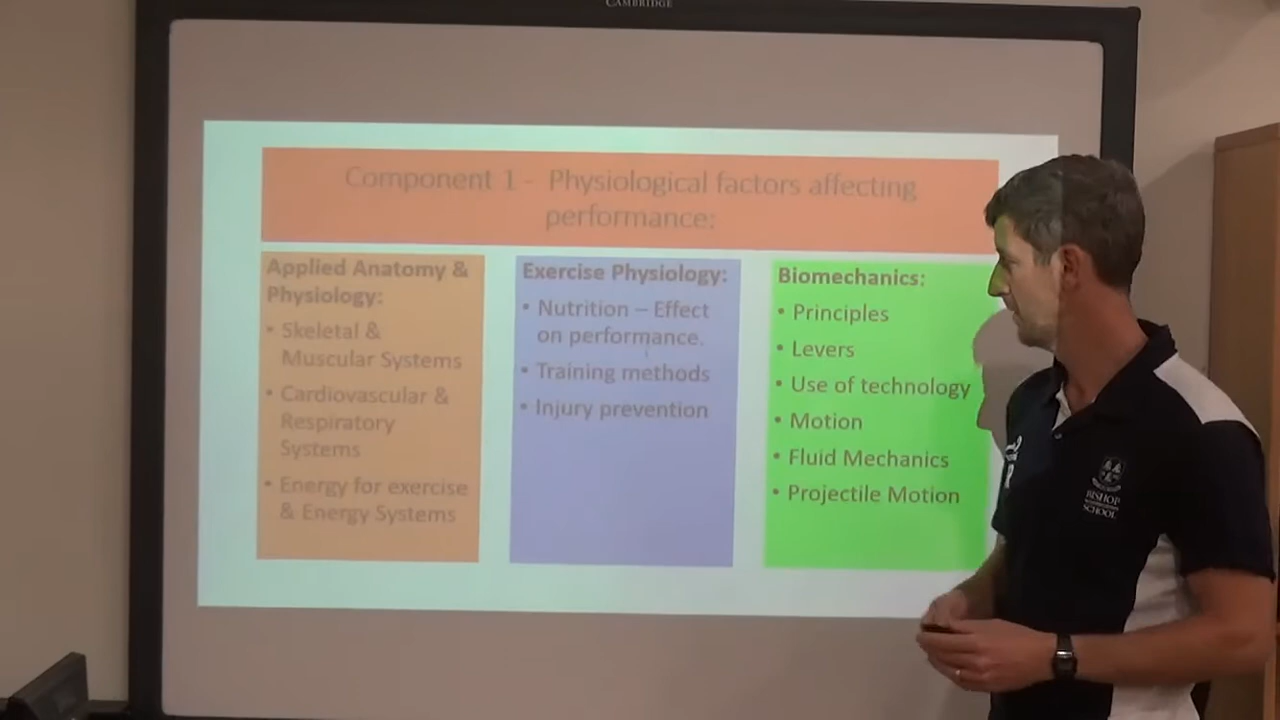 CAMBRIDGE
Component 1 - Physiological factors affecting
performance:
Applied Anatomy &
Physiology:
• Skeletal &
Muscular Systems
• Cardiovascular &
Respiratory
Systems
• Energy for exercise
& Energy Systems
Exercise Physiology:
• Nutrition – Effect
on performance.
• Training methods
• Injury prevention
Biomechanics:
• Principles
• Levers
• Use of technology
• Motion
• Fluid Mechanics
• Projectile Motion
BISHOP
SCHOOL